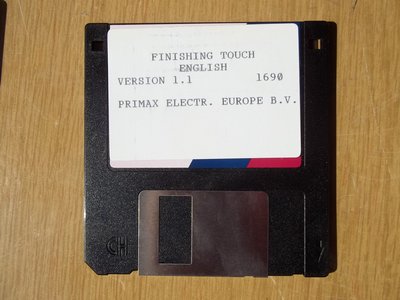 FINISHING TOUCH
ENGLISH
VERSION 1.1 1690
PRIMAX ELECTR. EUROPE B.V.